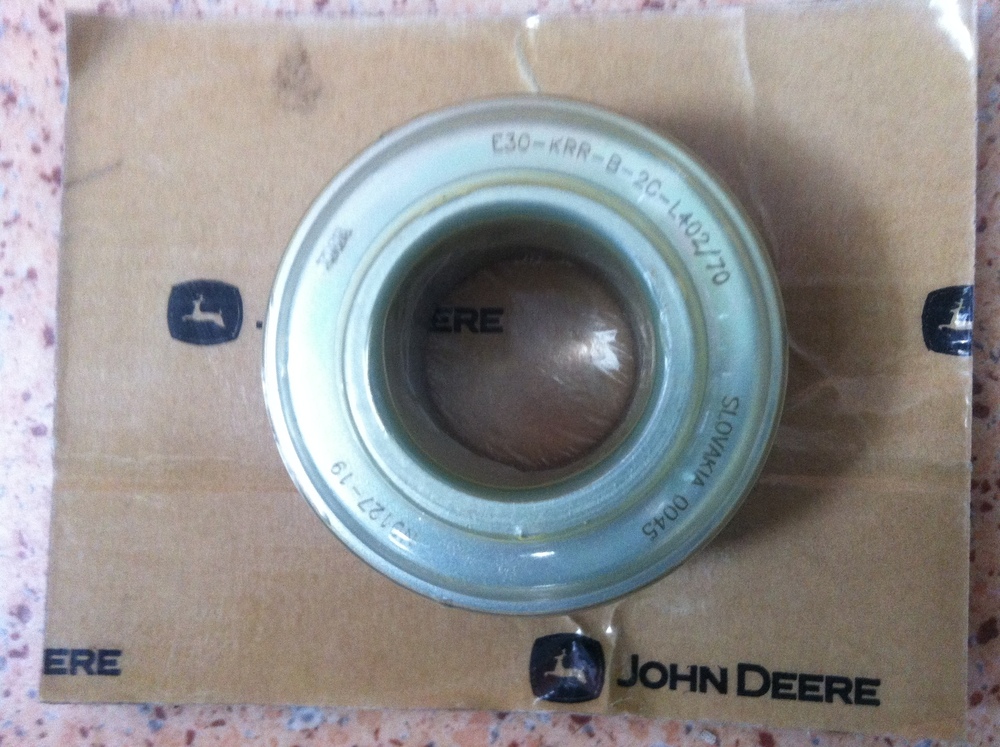 E30-KRR-B-2C-L402/70
ERE
SLOVAKIA 0045
ERE
JOHN DEERE